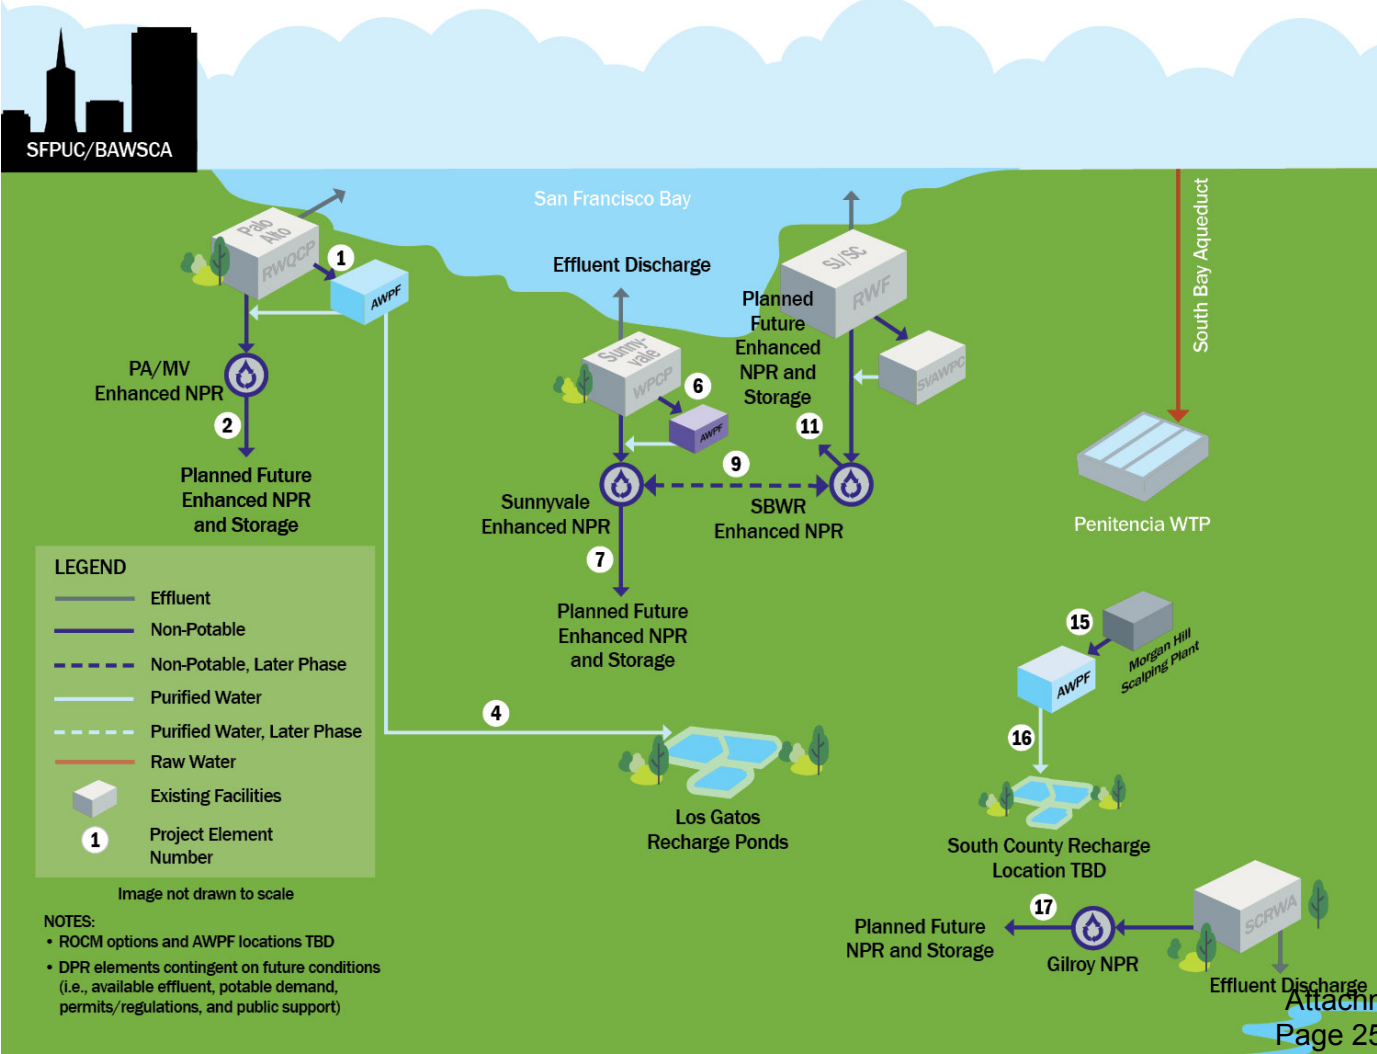 SFPUC/BAWSCA
San Francisco Bay
South Bay Aqueduct
Palo
Alto
RWQCP
1
AWPF
PA/MV
Enhanced NPR
2
Planned Future
Enhanced NPR
and Storage
Effluent Discharge
Sunny-
vale
WPCP
6
AWPF
Sunnyvale
Enhanced NPR
7
Planned Future
Enhanced NPR
and Storage
9
SJ/SC
RWF
Planned
Future
Enhanced
NPR and
Storage
11
SVAWPC
SBWR
Enhanced NPR
Penitencia WTP
LEGEND
Effluent
Non-Potable
Non-Potable, Later Phase
Purified Water
Purified Water, Later Phase
Raw Water
Existing Facilities
1
Project Element
Number
Image not drawn to scale
NOTES:
• ROCM options and AWPF locations TBD
• DPR elements contingent on future conditions
(i.e., available effluent, potable demand,
permits/regulations, and public support)
4
Los Gatos
Recharge Ponds
15
Morgan Hill
Scalping Plant
AWPF
16
South County Recharge
Location TBD
17
Planned Future
NPR and Storage
Gilroy NPR
SCRWA
Effluent Discharge
Page 25